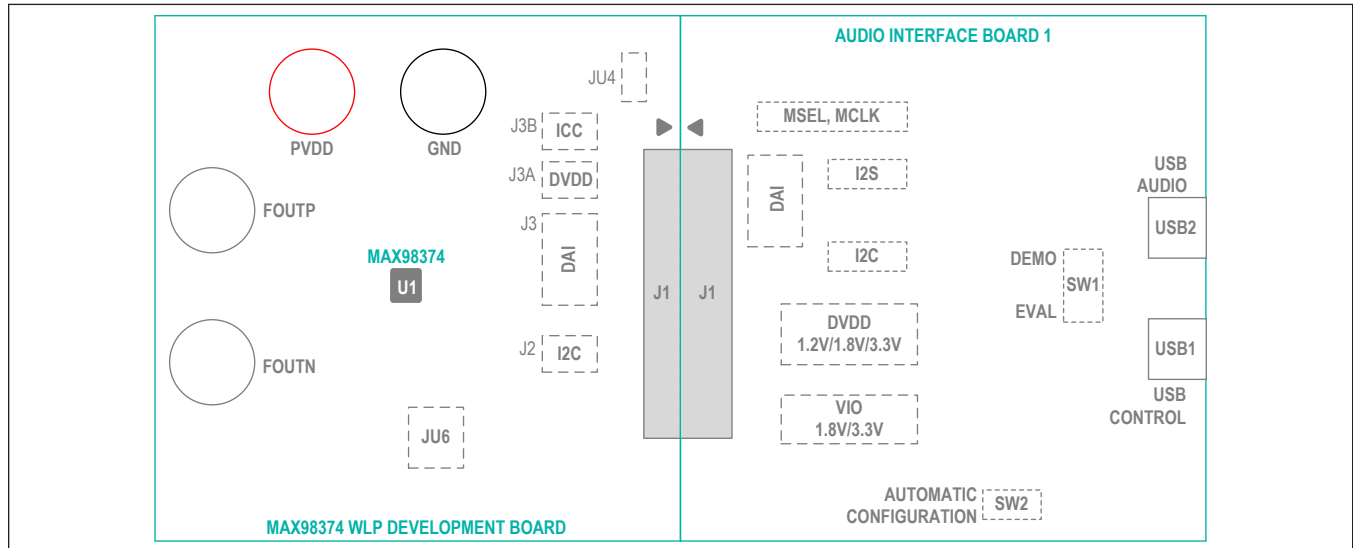 AUDIO INTERFACE BOARD 1
JU4
MSEL, MCLK
J3B
ICC
PVDD
GND
J3A
DVDD
I2S
USB
AUDIO
DAI
FOUTP
J3
DAI
USB2
MAX98374
I2C
DEMO
SW1
EVAL
U1
J1
J1
DVDD
1.2V/1.8V/3.3V
J2
I2C
USB1
FOUTN
USB
CONTROL
VIO
1.8V/3.3V
JU6
AUTOMATIC
CONFIGURATION
SW2
MAX98374 WLP DEVELOPMENT BOARD